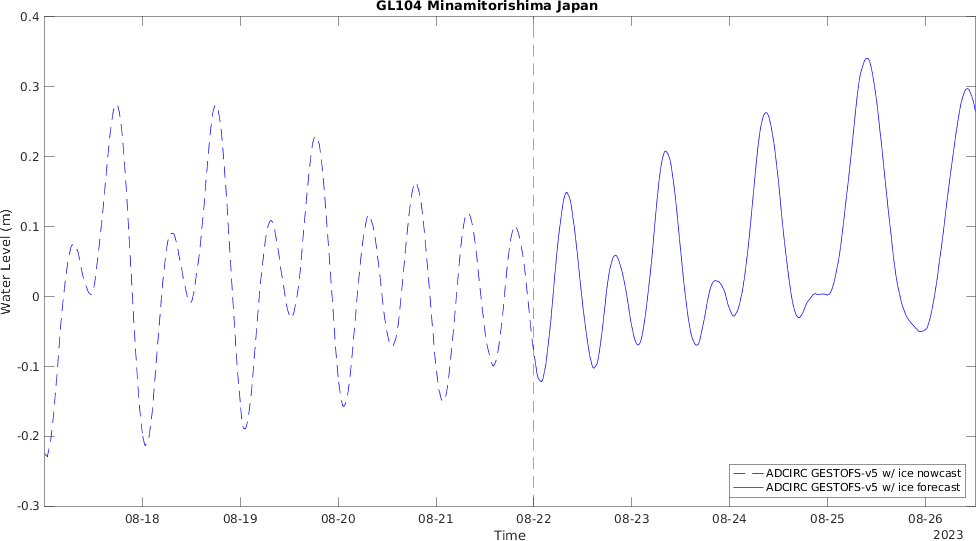 GL104 Minamitorishima Japan
0.4
0.3
0.2
0.1
0
-0.1
-0.2
-0.3
Water Level (m)
ADCIRC GESTOFS-v5 w/ ice nowcast
ADCIRC GESTOFS-v5 w/ ice forecast
08-18 08-19 08-20 08-21 08-22 08-23 08-24 08-25 08-26
Time
2023